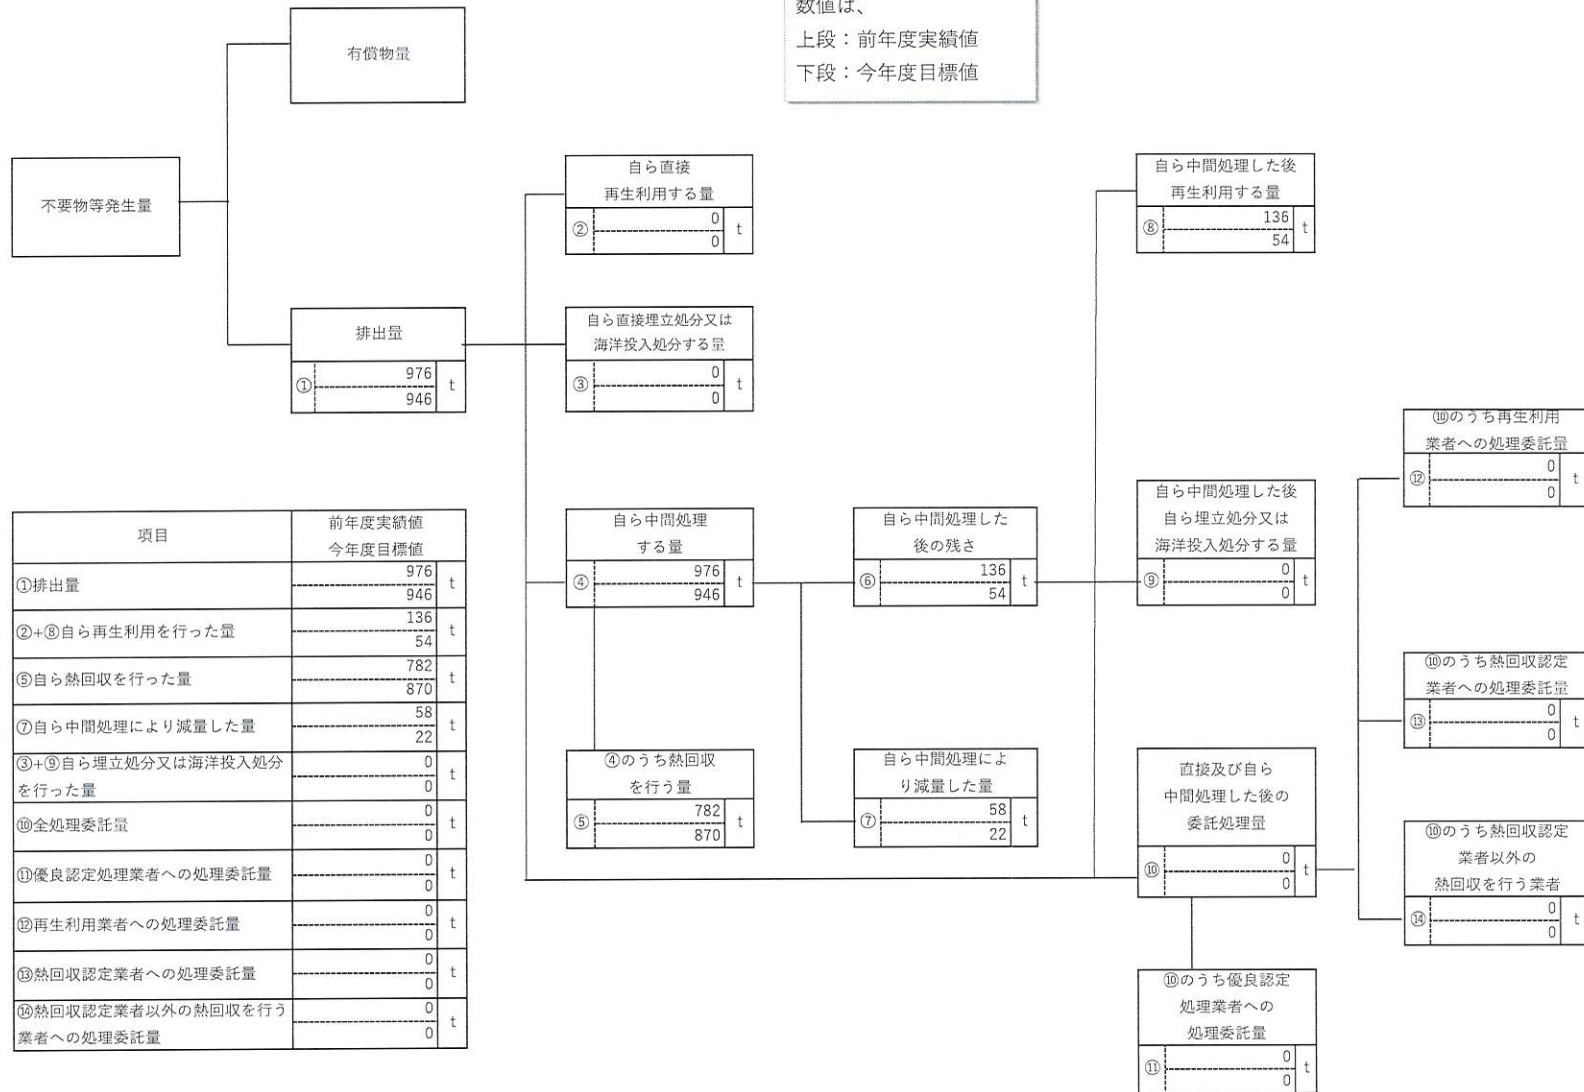 数値は、
上段：前年度実績値
下段：今年度目標値
有償物量
不要物等発生量
排出量
①
976
946
t
自ら直接
再生利用する量
②
0
0
t
自ら直接埋立処分又は
海洋投入処分する量
③
0
0
t
自ら中間処理
する量
④
976
946
t
④のうち熱回収
を行う量
⑤
782
870
t
自ら中間処理した
後の残さ
⑥
136
54
t
自ら中間処理によ
り減量した量
⑦
58
22
t
自ら中間処理した後
再生利用する量
⑧
136
54
t
自ら中間処理した後
自ら埋立処分又は
海洋投入処分する量
⑨
0
0
t
直接及び自ら
中間処理した後の
委託処理量
⑩
0
0
t
⑩のうち優良認定
処理業者への
処理委託量
⑪
0
0
t
⑩のうち再生利用
業者への処理委託量
⑫
0
0
t
⑩のうち熱回収認定
業者への処理委託量
⑬
0
0
t
⑩のうち熱回収認定
業者以外の
熱回収を行う業者
⑭
0
0
t
項目
前年度実績値
今年度目標値
①排出量
976
946
t
②+⑧自ら再生利用を行った量
136
54
t
⑤自ら熱回収を行った量
782
870
t
⑦自ら中間処理により減量した量
58
22
t
③+⑨自ら埋立処分又は海洋投入処分
を行った量
0
0
t
⑩全処理委託量
0
0
t
⑪優良認定処理業者への処理委託量
0
0
t
⑫再生利用業者への処理委託量
0
0
t
⑬熱回収認定業者への処理委託量
0
0
t
⑭熱回収認定業者以外の熱回収を行う
業者への処理委託量
0
0
t